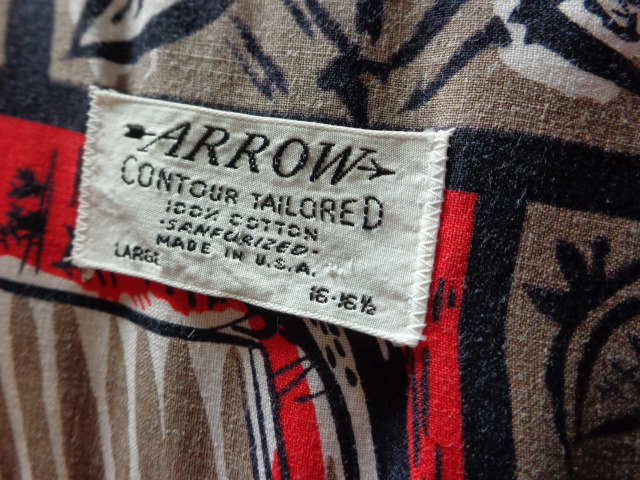 ARROW
CONTOUR TAILORED
100% COTTON
-SANFORIZED-
MADE IN U.S.A.
LARGE 16-16½